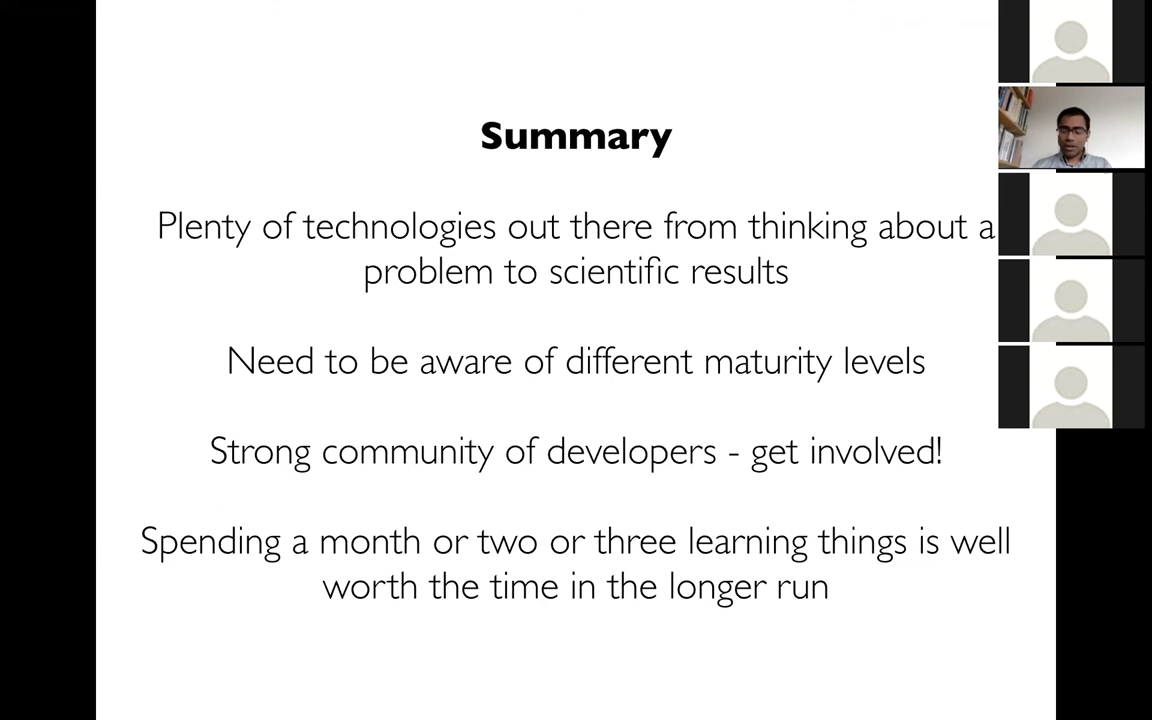 Summary
Plenty of technologies out there from thinking about a
problem to scientific results
Need to be aware of different maturity levels
Strong community of developers - get involved!
Spending a month or two or three learning things is well
worth the time in the longer run